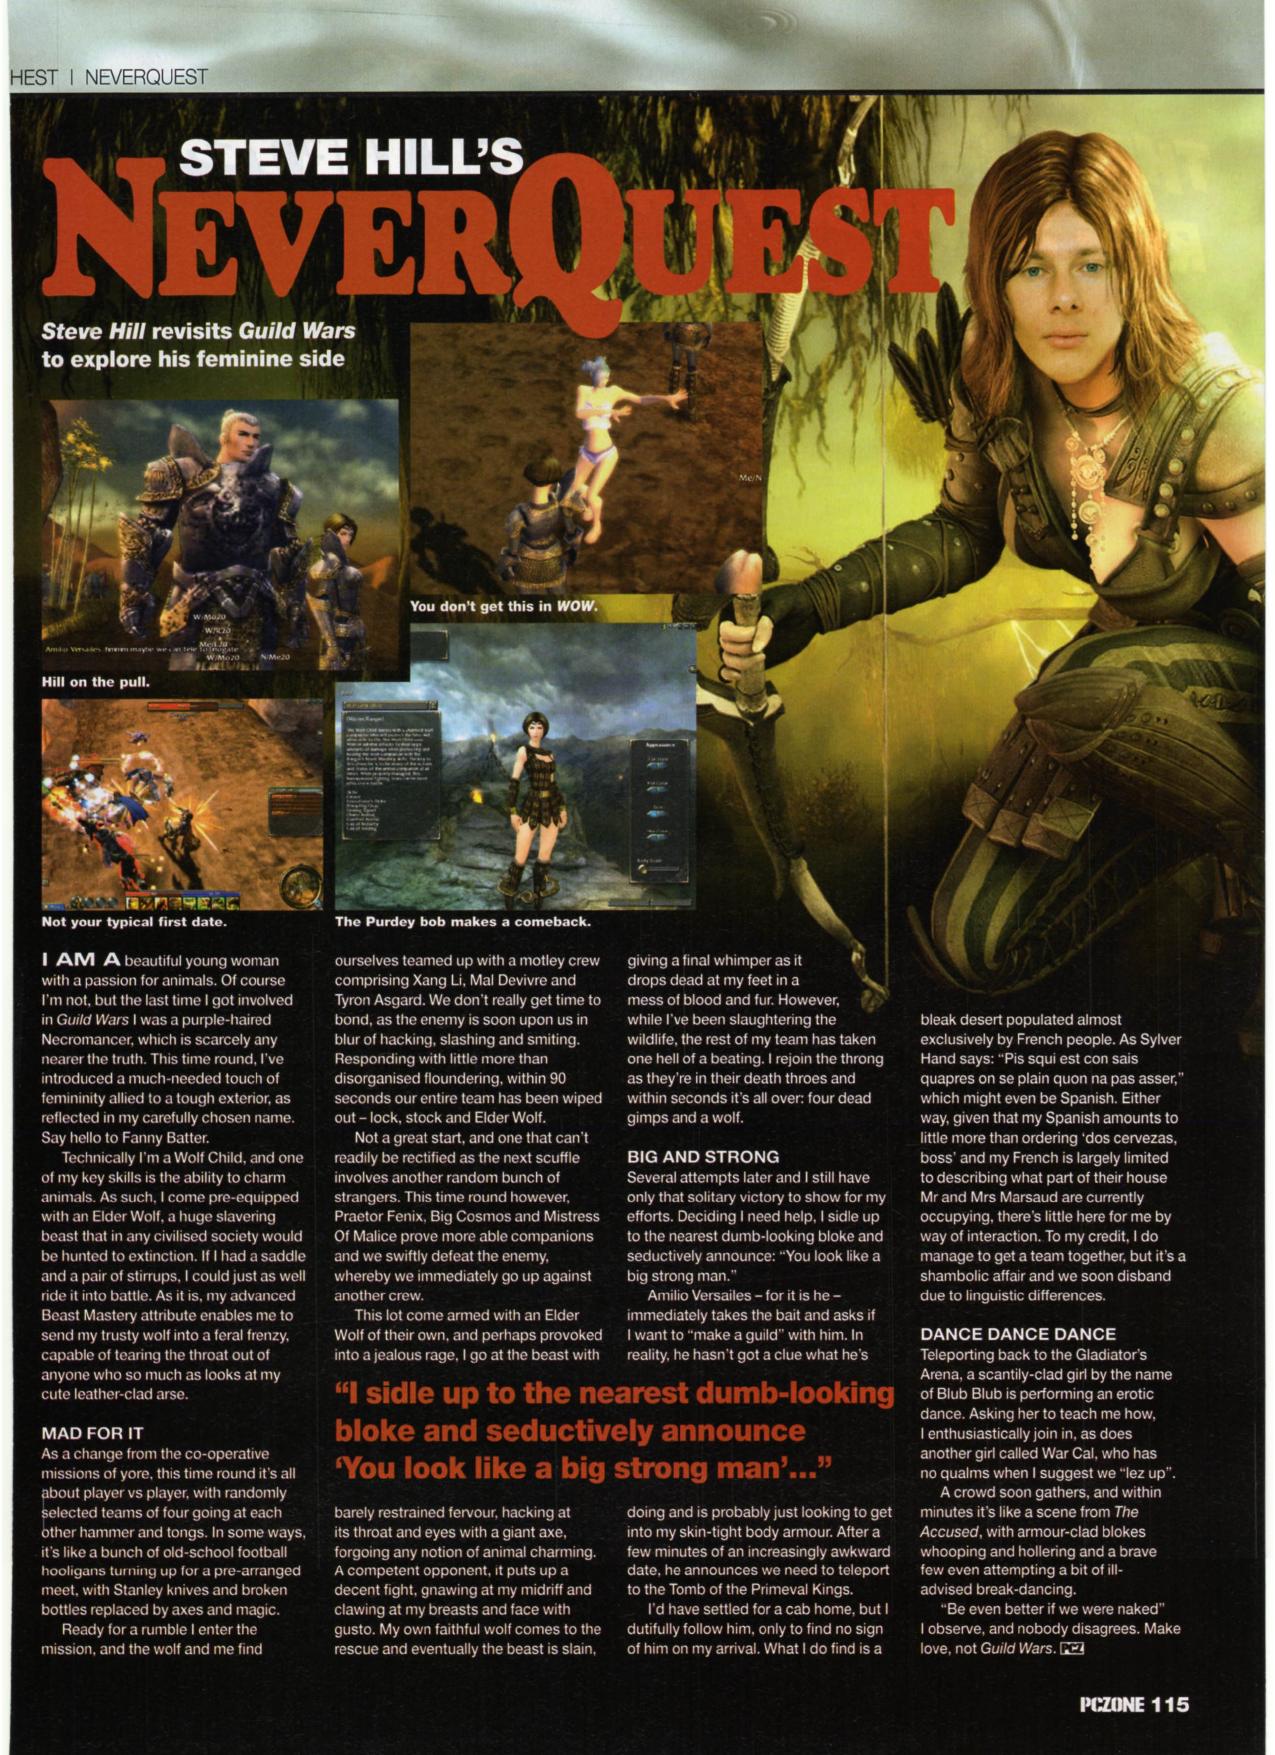 HEST | NEVERQUEST
STEVE HILL'S
NEVERQUEST
Steve Hill revisits Guild Wars
to explore his feminine side
Me/N
You don't get this in WOW.
W/Mo20
W/R20
Me/E20
Amilio Versailes: hmmm maybe we can tele to
W/Mo20 N/Me20
Hill on the pull.
Appearance
Not your typical first date.
The Purdey bob makes a comeback.
I AM A beautiful young woman
with a passion for animals. Of course
I'm not, but the last time I got involved
in Guild Wars I was a purple-haired
Necromancer, which is scarcely any
nearer the truth. This time round, I've
introduced a much-needed touch of
femininity allied to a tough exterior, as
reflected in my carefully chosen name.
Say hello to Fanny Batter.
Technically I'm a Wolf Child, and one
of my key skills is the ability to charm
animals. As such, I come pre-equipped
with an Elder Wolf, a huge slavering
beast that in any civilised society would
be hunted to extinction. If I had a saddle
and a pair of stirrups, I could just as well
ride it into battle. As it is, my advanced
Beast Mastery attribute enables me to
send my trusty wolf into a feral frenzy,
capable of tearing the throat out of
anyone who so much as looks at my
cute leather-clad arse.
MAD FOR IT
As a change from the co-operative
missions of yore, this time round it's all
about player vs player, with randomly
selected teams of four going at each
other hammer and tongs. In some ways,
it's like a bunch of old-school football
hooligans turning up for a pre-arranged
meet, with Stanley knives and broken
bottles replaced by axes and magic.
Ready for a rumble I enter the
mission, and the wolf and me find
ourselves teamed up with a motley crew
comprising Xang Li, Mal Devivre and
Tyron Asgard. We don't really get time to
bond, as the enemy is soon upon us in
blur of hacking, slashing and smiting.
Responding with little more than
disorganised floundering, within 90
seconds our entire team has been wiped
out – lock, stock and Elder Wolf.
Not a great start, and one that can't
readily be rectified as the next scuffle
involves another random bunch of
strangers. This time round however,
Praetor Fenix, Big Cosmos and Mistress
Of Malice prove more able companions
and we swiftly defeat the enemy,
whereby we immediately go up against
another crew.
This lot come armed with an Elder
Wolf of their own, and perhaps provoked
into a jealous rage, I go at the beast with
barely restrained fervour, hacking at
its throat and eyes with a giant axe,
forgoing any notion of animal charming.
A competent opponent, it puts up a
decent fight, gnawing at my midriff and
clawing at my breasts and face with
gusto. My own faithful wolf comes to the
rescue and eventually the beast is slain,
giving a final whimper as it
drops dead at my feet in a
mess of blood and fur. However,
while I've been slaughtering the
wildlife, the rest of my team has taken
one hell of a beating. I rejoin the throng
as they're in their death throes and
within seconds it's all over: four dead
gimps and a wolf.
BIG AND STRONG
Several attempts later and I still have
only that solitary victory to show for my
efforts. Deciding I need help, I sidle up
to the nearest dumb-looking bloke and
seductively announce: "You look like a
big strong man."
Amilio Versailes – for it is he –
immediately takes the bait and asks if
I want to "make a guild" with him. In
reality, he hasn't got a clue what he's
"I sidle up to the nearest dumb-looking
bloke and seductively announce
'You look like a big strong man'..."
doing and is probably just looking to get
into my skin-tight body armour. After a
few minutes of an increasingly awkward
date, he announces we need to teleport
to the Tomb of the Primeval Kings.
I'd have settled for a cab home, but I
dutifully follow him, only to find no sign
of him on my arrival. What I do find is a
bleak desert populated almost
exclusively by French people. As Sylver
Hand says: "Pis squi est con sais
quapres on se plain quon na pas asser,"
which might even be Spanish. Either
way, given that my Spanish amounts to
little more than ordering 'dos cervezas,
boss' and my French is largely limited
to describing what part of their house
Mr and Mrs Marsaud are currently
occupying, there's little here for me by
way of interaction. To my credit, I do
manage to get a team together, but it's a
shambolic affair and we soon disband
due to linguistic differences.
DANCE DANCE DANCE
Teleporting back to the Gladiator's
Arena, a scantily-clad girl by the name
of Blub Blub is performing an erotic
dance. Asking her to teach me how,
I enthusiastically join in, as does
another girl called War Cal, who has
no qualms when I suggest we "lez up".
A crowd soon gathers, and within
minutes it's like a scene from The
Accused, with armour-clad blokes
whooping and hollering and a brave
few even attempting a bit of ill-
advised break-dancing.
"Be even better if we were naked"
I observe, and nobody disagrees. Make
love, not Guild Wars. PCZ
PCZONE 115